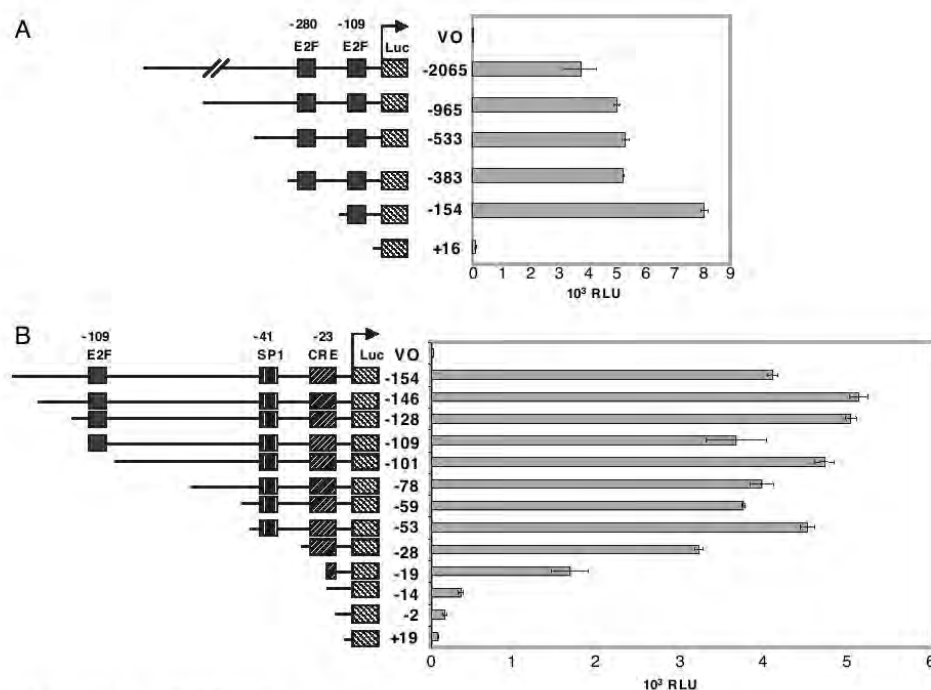 A
-280 -109
E2F E2F Luc VO
-2065
-965
-533
-383
-154
+16
0 1 2 3 4 5 6 7 8 9
10³ RLU
B
-109 -41 -23
E2F SP1 CRE Luc VO
-154
-146
-128
-109
-101
-78
-59
-53
-28
-19
-14
-2
+19
0 1 2 3 4 5 6
10³ RLU